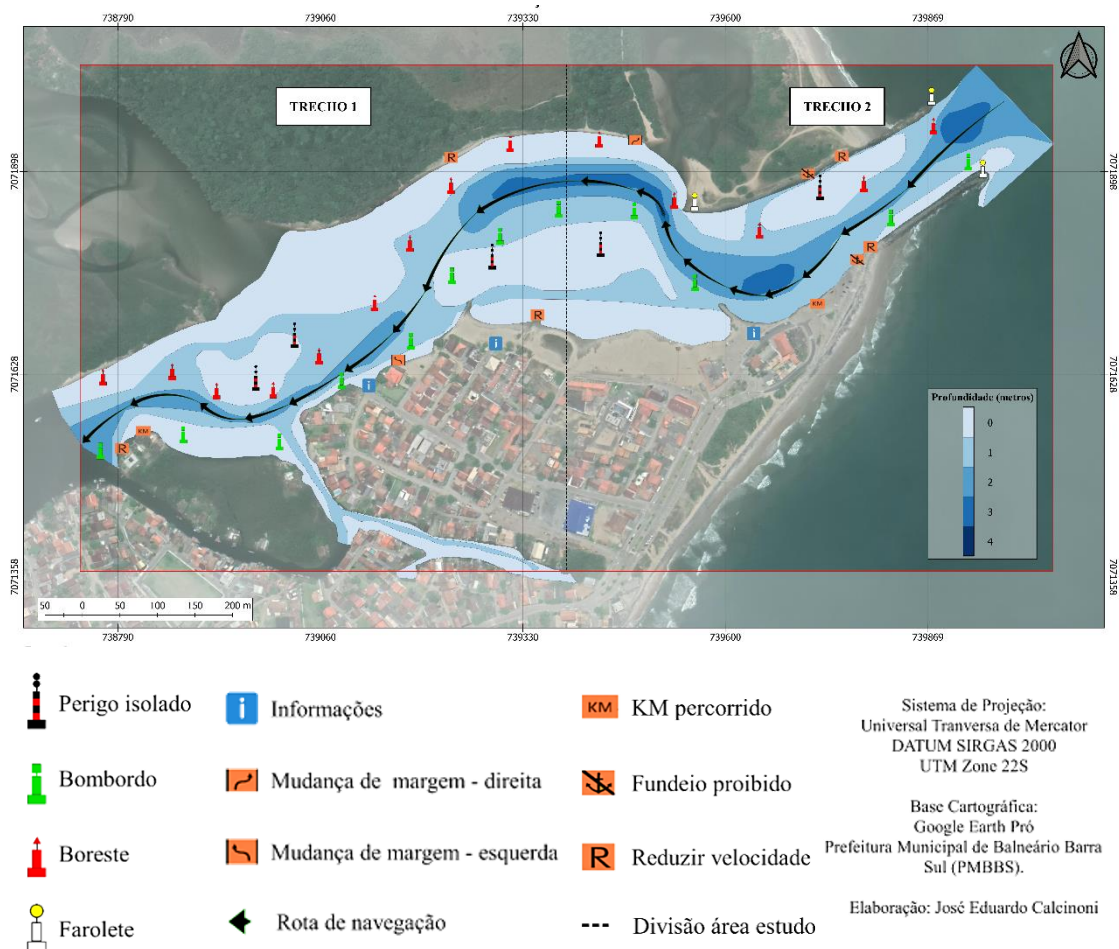 738790 739060 739330 739600 739869
TRECHO 1
TRECHO 2
7071898
7071898
R
R
R
R
KM
i
R
i
i
7071628
7071628
KM
R
Profundidade (metros)
0
1
2
3
4
7071358
7071358
50 0 50 100 150 200 m
738790 739060 739330 739600 739869
Perigo isolado
Bombordo
Boreste
Farolete
i Informações
Mudança de margem - direita
Mudança de margem - esquerda
Rota de navegação
KM KM percorrido
Fundeio proibido
R Reduzir velocidade
Divisão área estudo
Sistema de Projeção:
Universal Tranversa de Mercator
DATUM SIRGAS 2000
UTM Zone 22S
Base Cartográfica:
Google Earth Pró
Prefeitura Municipal de Balneário Barra
Sul (PMBBS).
Elaboração: José Eduardo Calcinoni